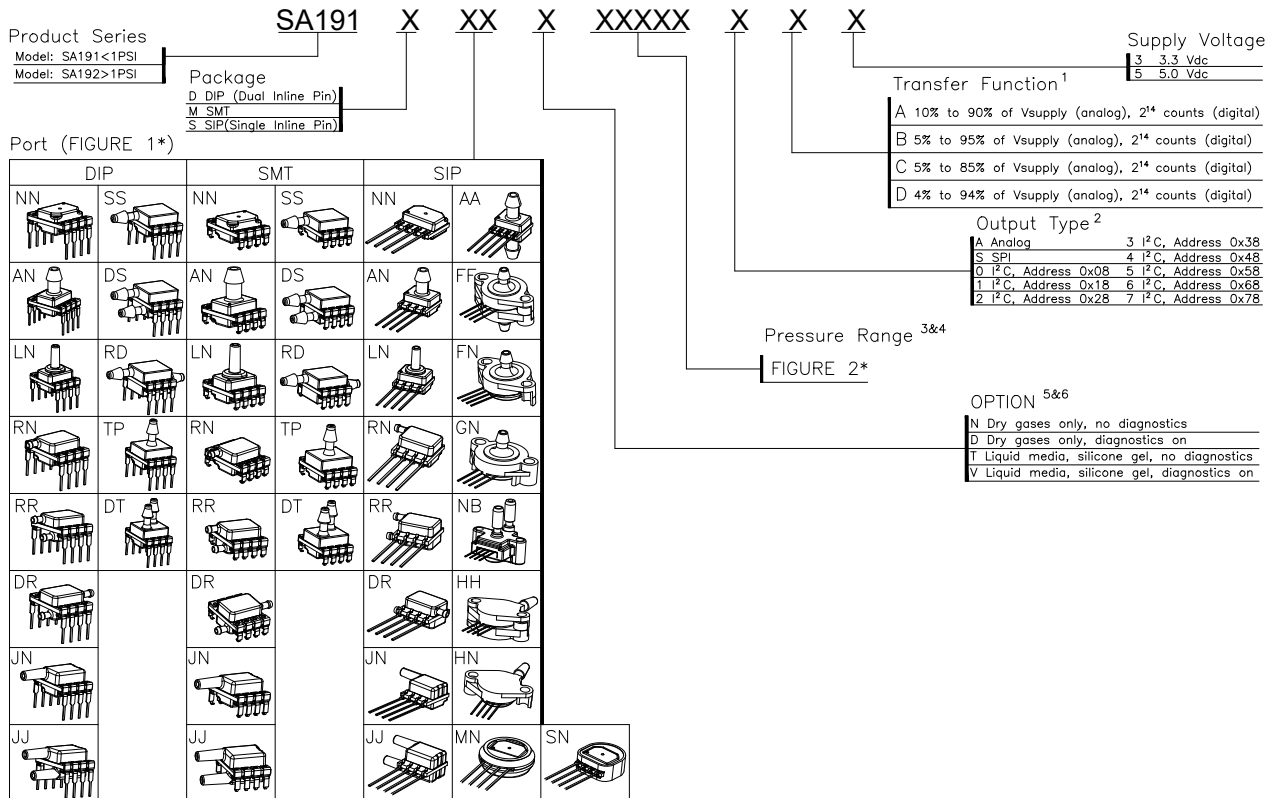 SA191 X XX X XXXXX X X X
Product Series
Model: SA191<1PSI
Model: SA192>1PSI
Package
D DIP (Dual Inline Pin)
M SMT
S SIP(Single Inline Pin)
Supply Voltage
3 3.3 Vdc
5 5.0 Vdc
Transfer Function¹
A 10% to 90% of Vsupply (analog), 2¹⁴ counts (digital)
B 5% to 95% of Vsupply (analog), 2¹⁴ counts (digital)
C 5% to 85% of Vsupply (analog), 2¹⁴ counts (digital)
D 4% to 94% of Vsupply (analog), 2¹⁴ counts (digital)
Output Type²
A Analog 3 I²C, Address 0x38
S SPI 4 I²C, Address 0x48
0 I²C, Address 0x08 5 I²C, Address 0x58
1 I²C, Address 0x18 6 I²C, Address 0x68
2 I²C, Address 0x28 7 I²C, Address 0x78
Pressure Range ³&⁴
FIGURE 2*
OPTION ⁵&⁶
N Dry gases only, no diagnostics
D Dry gases only, diagnostics on
T Liquid media, silicone gel, no diagnostics
V Liquid media, silicone gel, diagnostics on
Port (FIGURE 1*)
DIP SMT SIP
NN SS NN SS NN AA
AN DS AN DS AN FF
LN RD LN RD LN FN
RN TP RN TP RN GN
RR DT RR DT RR NB
DR DR DR HH
JN JN JN HN
JJ JJ JJ MN SN